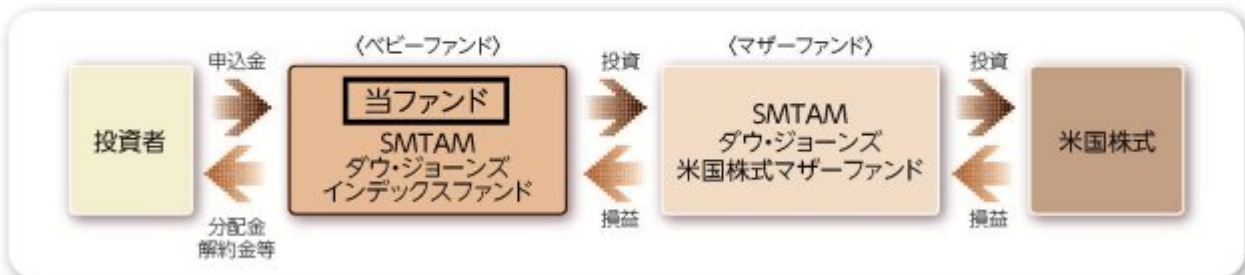 投資者
申込金
分配金
解約金等
〈ベビーファンド〉
当ファンド
SMTAM
ダウ・ジョーンズ
インデックスファンド
投資
損益
〈マザーファンド〉
SMTAM
ダウ・ジョーンズ
米国株式マザーファンド
投資
損益
米国株式